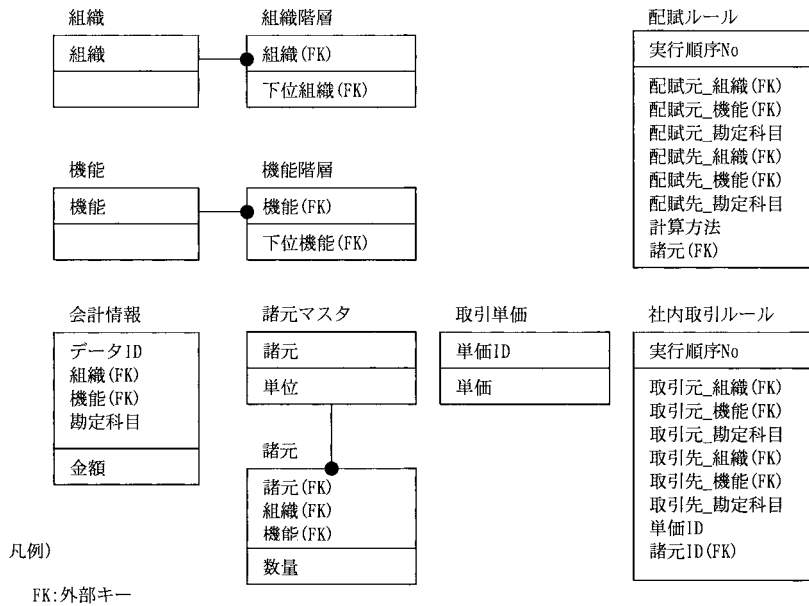 組織
組織
組織階層
組織(FK)
下位組織(FK)
配賦ルール
実行順序No
配賦元_組織(FK)
配賦元_機能(FK)
配賦元_勘定科目
配賦先_組織(FK)
配賦先_機能(FK)
配賦先_勘定科目
計算方法
諸元(FK)
機能
機能
機能階層
機能(FK)
下位機能(FK)
会計情報
データID
組織(FK)
機能(FK)
勘定科目
金額
諸元マスタ
諸元
単位
取引単価
単価ID
単価
社内取引ルール
実行順序No
取引元_組織(FK)
取引元_機能(FK)
取引元_勘定科目
取引先_組織(FK)
取引先_機能(FK)
取引先_勘定科目
単価ID
諸元ID(FK)
諸元
諸元(FK)
組織(FK)
機能(FK)
数量
凡例)
FK:外部キー